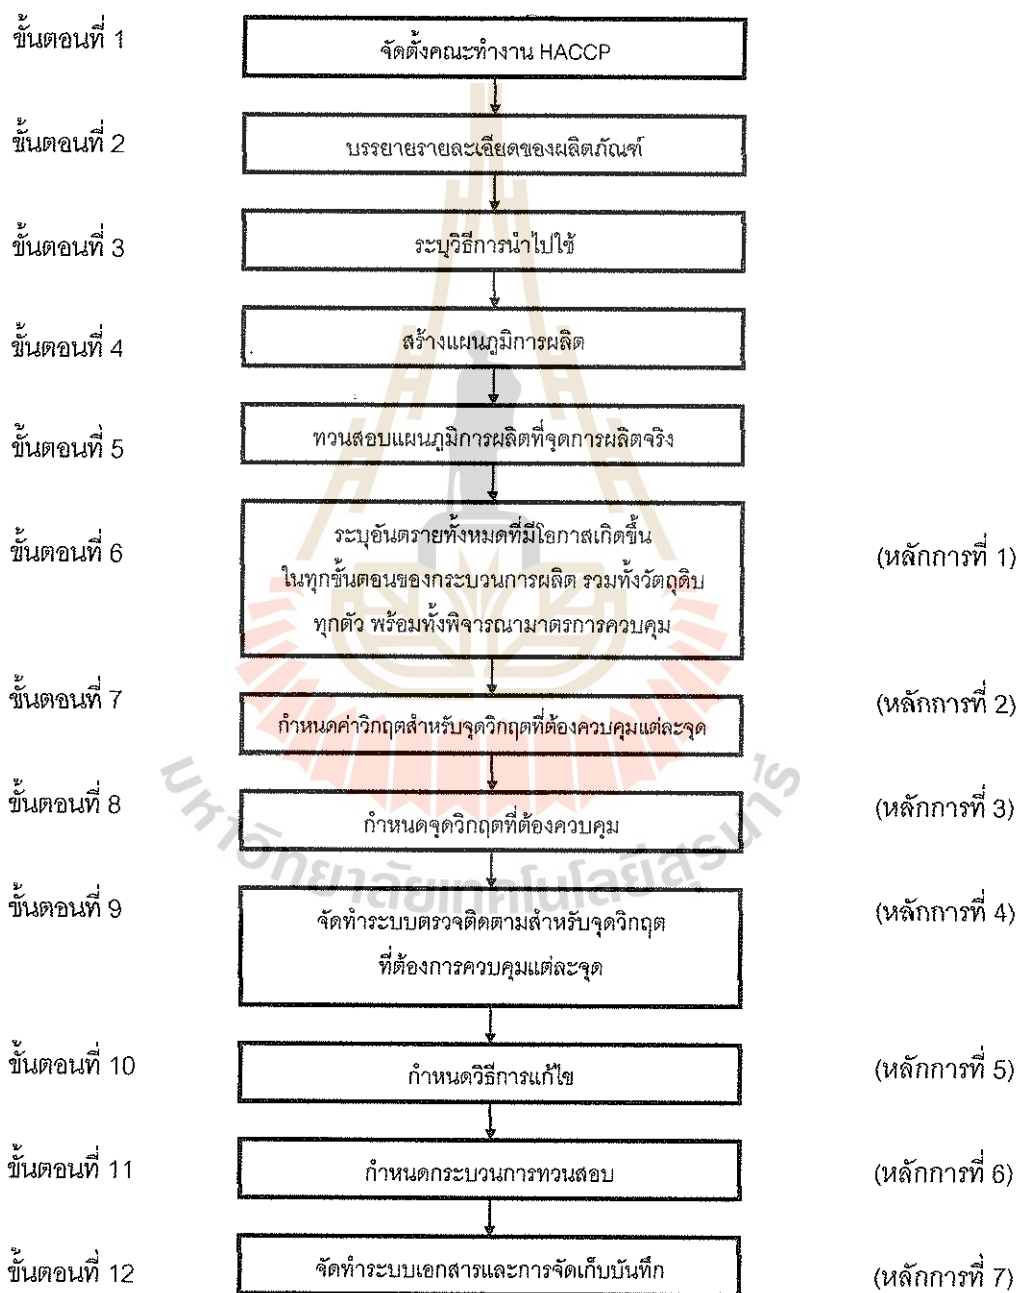 ขั้นตอนที่ 1
จัดตั้งคณะทำงาน HACCP
ขั้นตอนที่ 2
บรรยายรายละเอียดของผลิตภัณฑ์
ขั้นตอนที่ 3
ระบุวิธีการนำไปใช้
ขั้นตอนที่ 4
สร้างแผนภูมิการผลิต
ขั้นตอนที่ 5
ทวนสอบแผนภูมิการผลิตที่จุดการผลิตจริง
ขั้นตอนที่ 6
ระบุอันตรายทั้งหมดที่มีโอกาสเกิดขึ้น
ในทุกขั้นตอนของกระบวนการผลิต รวมทั้งวัตถุดิบ
ทุกตัว พร้อมทั้งพิจารณามาตรการควบคุม
(หลักการที่ 1)
ขั้นตอนที่ 7
กำหนดค่าวิกฤตสำหรับจุดวิกฤตที่ต้องควบคุมแต่ละจุด
(หลักการที่ 2)
ขั้นตอนที่ 8
กำหนดจุดวิกฤตที่ต้องควบคุม
(หลักการที่ 3)
มหาวิทยาลัยเทคโนโลยีสุรนารี
ขั้นตอนที่ 9
จัดทำระบบตรวจติดตามสำหรับจุดวิกฤต
ที่ต้องการควบคุมแต่ละจุด
(หลักการที่ 4)
ขั้นตอนที่ 10
กำหนดวิธีการแก้ไข
(หลักการที่ 5)
ขั้นตอนที่ 11
กำหนดกระบวนการทวนสอบ
(หลักการที่ 6)
ขั้นตอนที่ 12
จัดทำระบบเอกสารและการจัดเก็บบันทึก
(หลักการที่ 7)